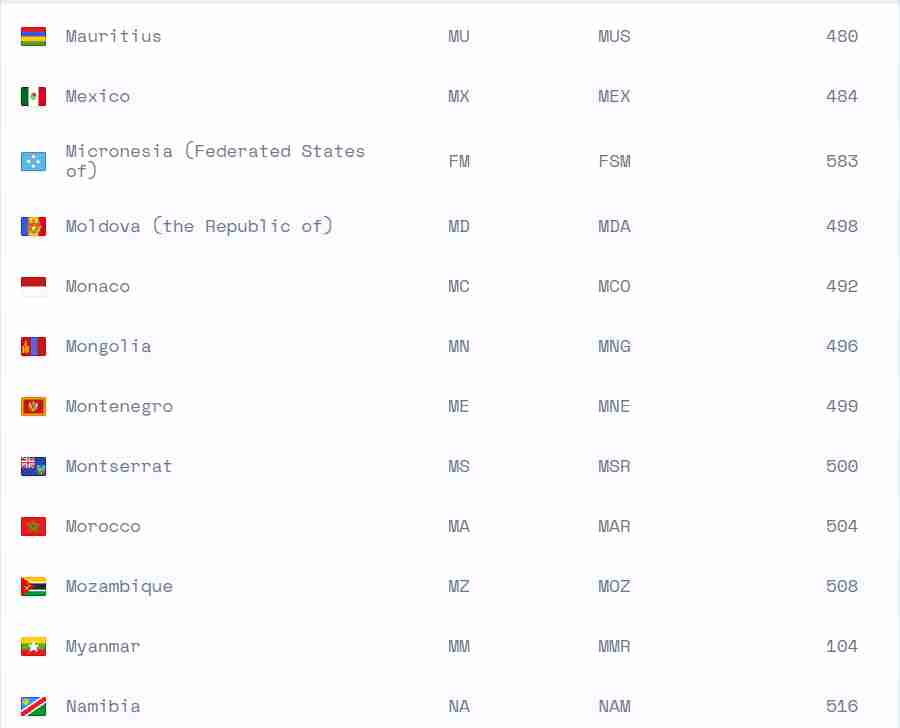 Mauritius MU MUS 480
Mexico MX MEX 484
Micronesia (Federated States
of) FM FSM 583
Moldova (the Republic of) MD MDA 498
Monaco MC MCO 492
Mongolia MN MNG 496
Montenegro ME MNE 499
Montserrat MS MSR 500
Morocco MA MAR 504
Mozambique MZ MOZ 508
Myanmar MM MMR 104
Namibia NA NAM 516